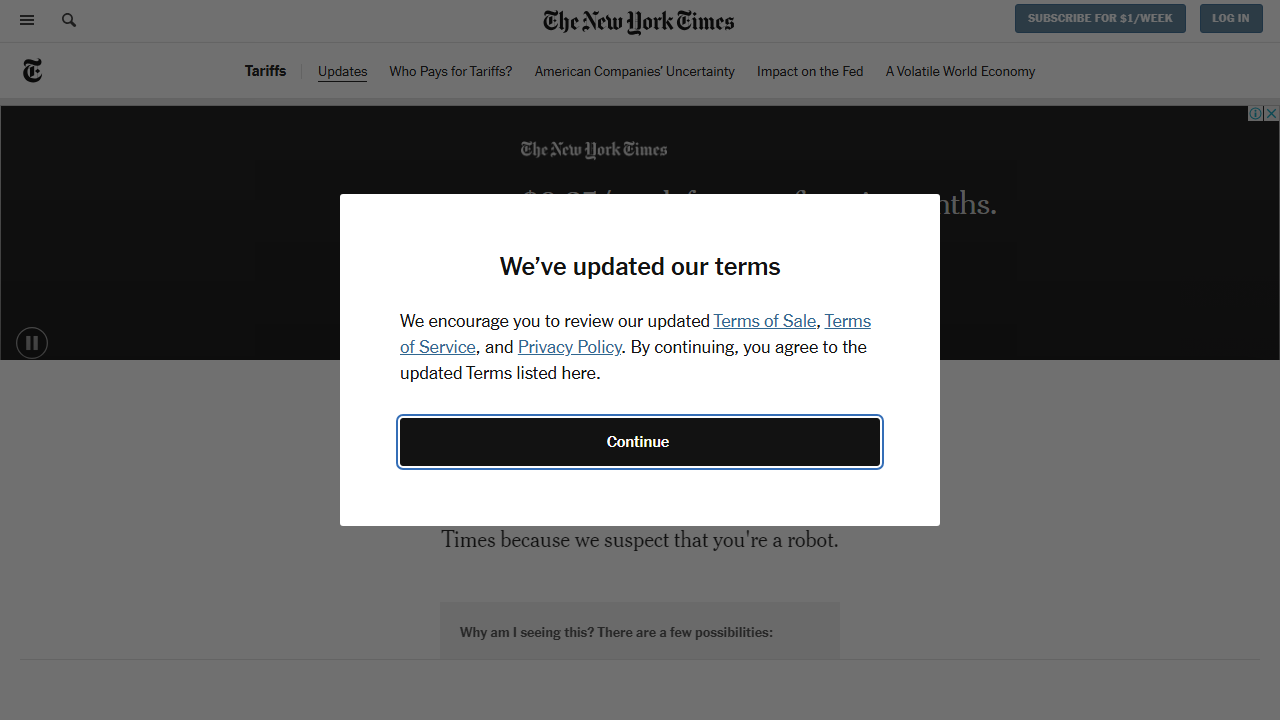 The New York Times
SUBSCRIBE FOR $1/WEEK
LOG IN
Tariffs
Updates
Who Pays for Tariffs?
American Companies' Uncertainty
Impact on the Fed
A Volatile World Economy
The New York Times
nths.
We've updated our terms
We encourage you to review our updated Terms of Sale, Terms
of Service, and Privacy Policy. By continuing, you agree to the
updated Terms listed here.
Continue
Times because we suspect that you're a robot.
Why am I seeing this? There are a few possibilities: